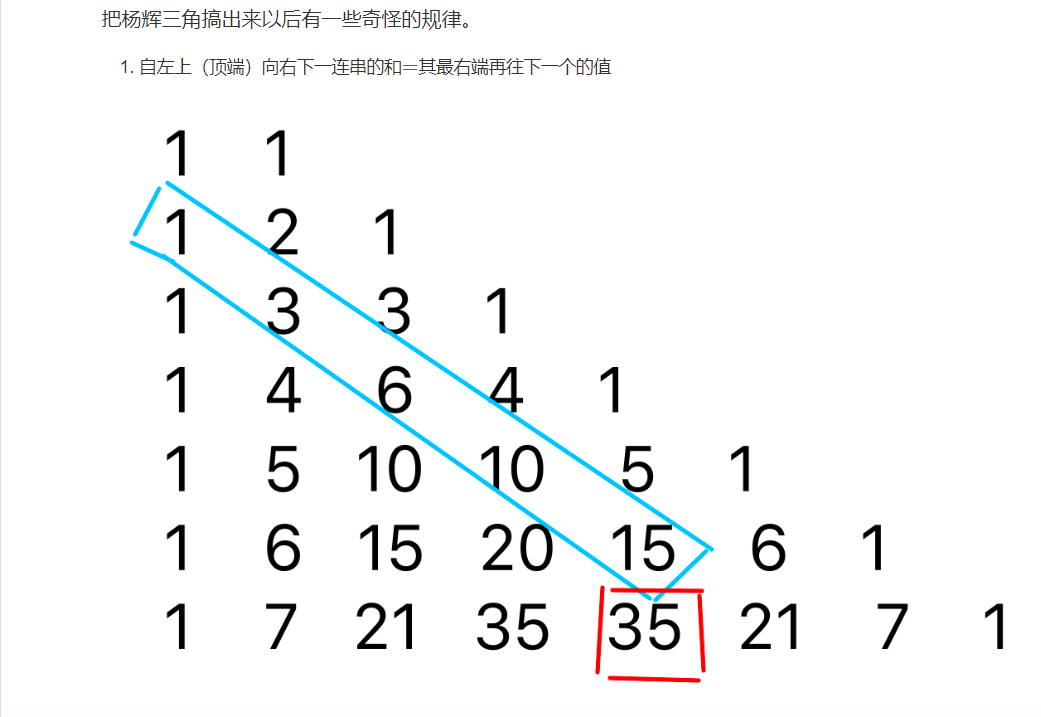 把杨辉三角搞出来以后有一些奇怪的规律。
1. 自左上（顶端）向右下一连串的和=其最右端再往下一个的值
1 1
1 2 1
1 3 3 1
1 4 6 4 1
1 5 10 10 5 1
1 6 15 20 15 6 1
1 7 21 35 35 21 7 1